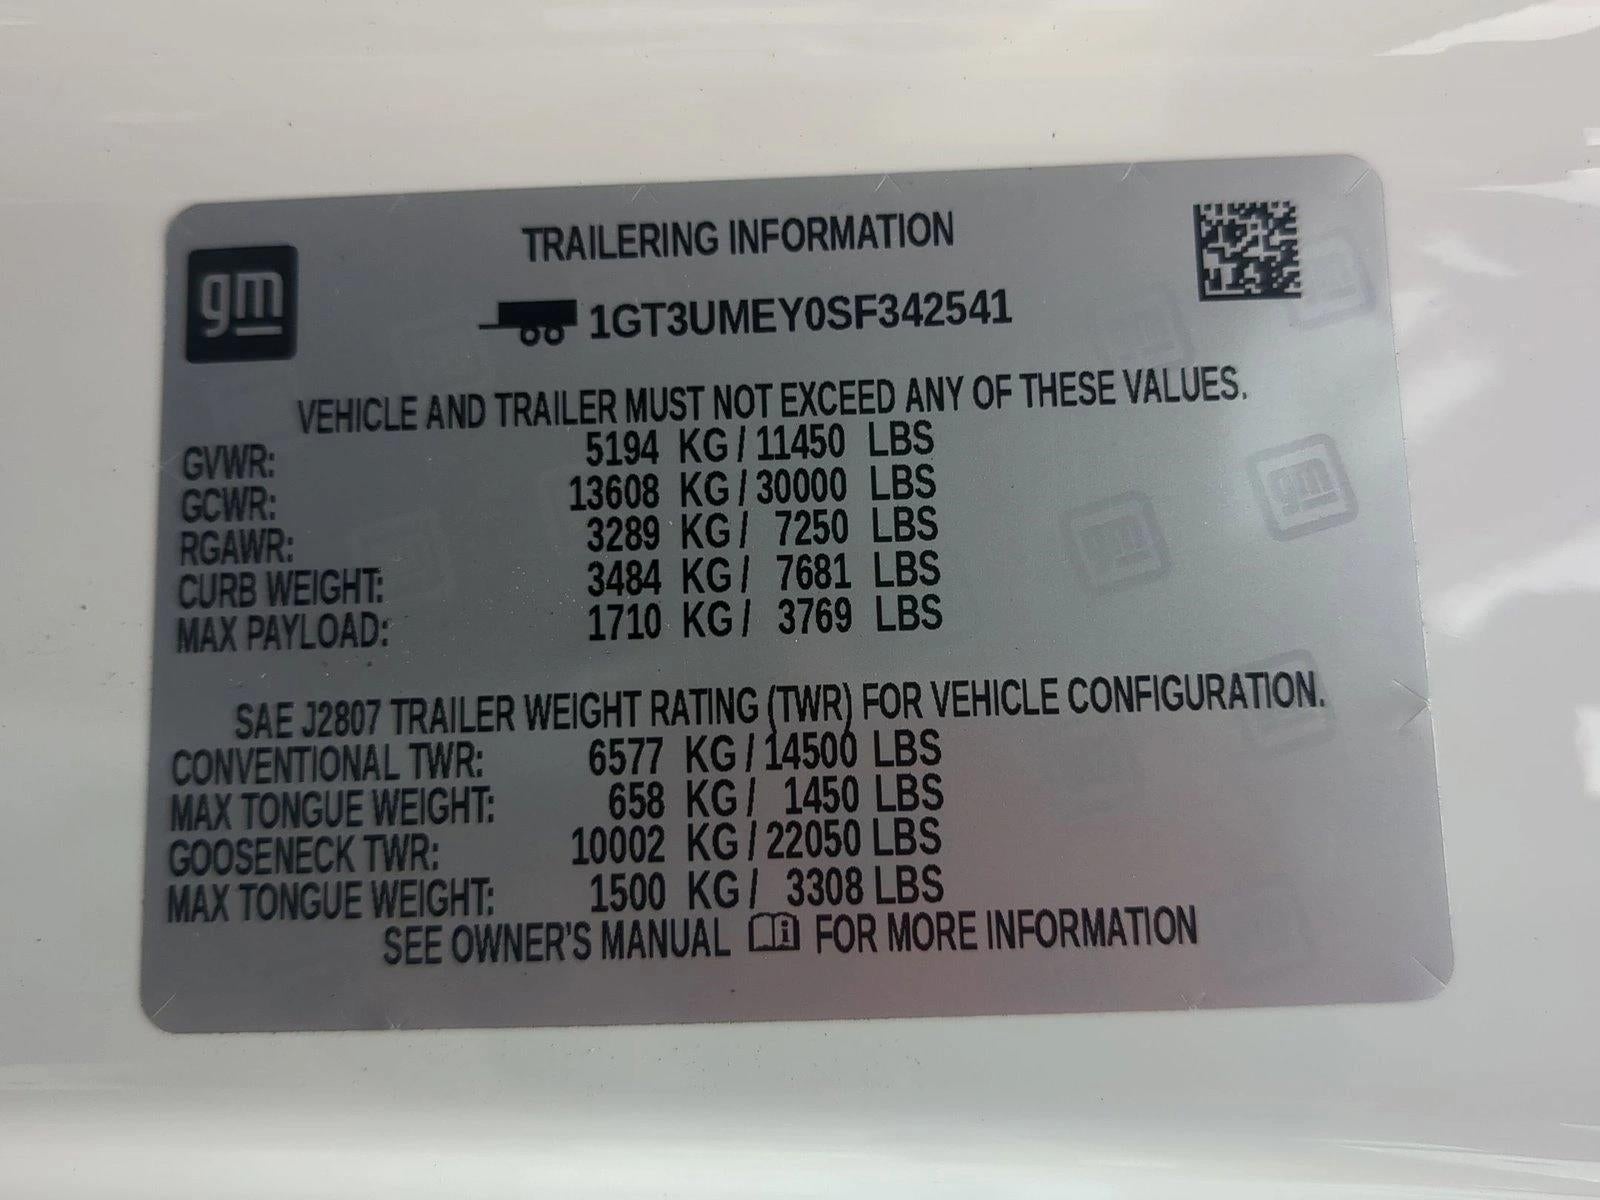 gm
TRAILERING INFORMATION
1GT3UMEY0SF342541
VEHICLE AND TRAILER MUST NOT EXCEED ANY OF THESE VALUES.
GVWR: 5194 KG / 11450 LBS
GCWR: 13608 KG / 30000 LBS
RGAWR: 3289 KG / 7250 LBS
CURB WEIGHT: 3484 KG / 7681 LBS
MAX PAYLOAD: 1710 KG / 3769 LBS
SAE J2807 TRAILER WEIGHT RATING (TWR) FOR VEHICLE CONFIGURATION.
CONVENTIONAL TWR: 6577 KG / 14500 LBS
MAX TONGUE WEIGHT: 658 KG / 1450 LBS
GOOSENECK TWR: 10002 KG / 22050 LBS
MAX TONGUE WEIGHT: 1500 KG / 3308 LBS
SEE OWNER'S MANUAL i FOR MORE INFORMATION